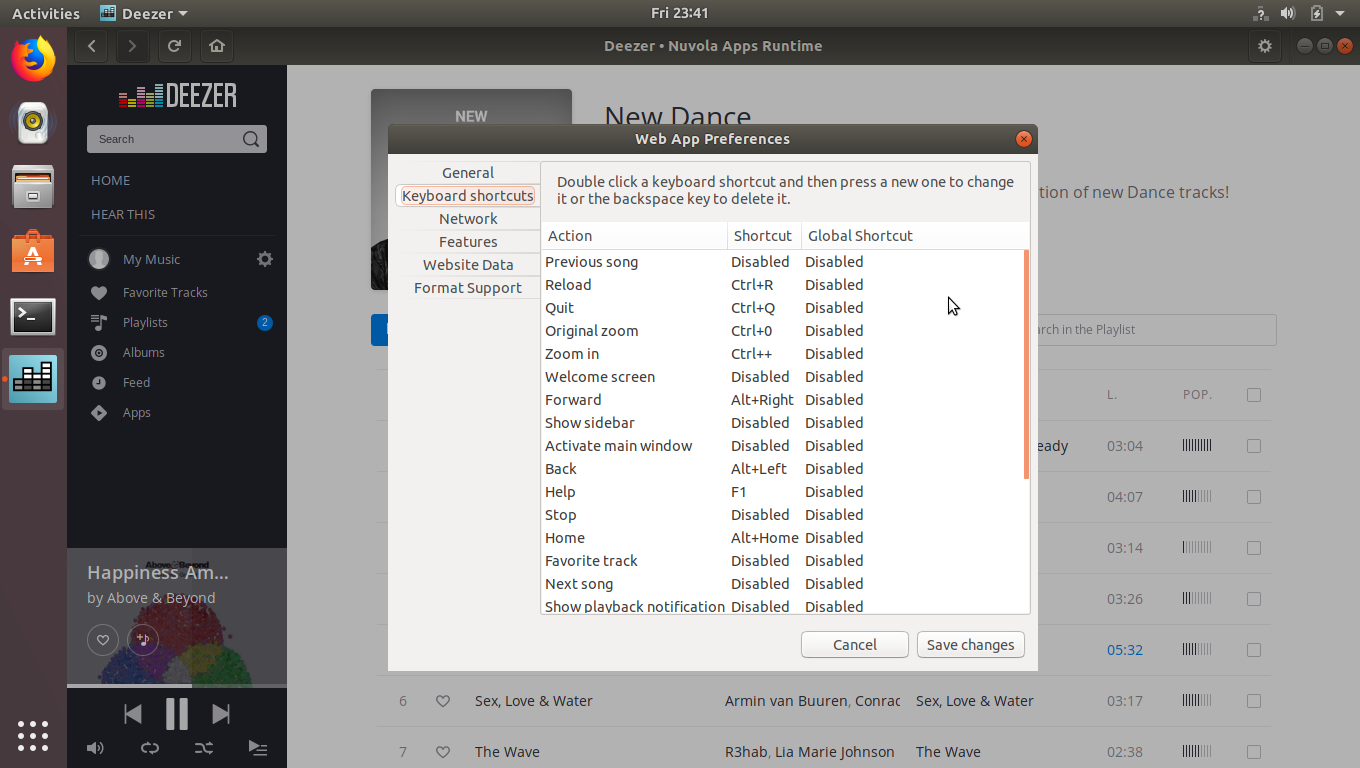 Activities Deezer Fri 23:41
Deezer • Nuvola Apps Runtime
DEEZER
Search
HOME
HEAR THIS
My Music
Favorite Tracks
Playlists 2
Albums
Feed
Apps
Above & Beyond
Happiness Am...
by Above & Beyond
NEW
New Dance
tion of new Dance tracks!
rch in the Playlist
L. POP.
eady 03:04
04:07
03:14
03:26
05:32
6 Sex, Love & Water Armin van Buuren, Conrad Sex, Love & Water 03:17
7 The Wave R3hab, Lia Marie Johnson The Wave 02:38
Web App Preferences
General
Keyboard shortcuts
Network
Features
Website Data
Format Support
Double click a keyboard shortcut and then press a new one to change
it or the backspace key to delete it.
Action Shortcut Global Shortcut
Previous song Disabled Disabled
Reload Ctrl+R Disabled
Quit Ctrl+Q Disabled
Original zoom Ctrl+0 Disabled
Zoom in Ctrl++ Disabled
Welcome screen Disabled Disabled
Forward Alt+Right Disabled
Show sidebar Disabled Disabled
Activate main window Disabled Disabled
Back Alt+Left Disabled
Help F1 Disabled
Stop Disabled Disabled
Home Alt+Home Disabled
Favorite track Disabled Disabled
Next song Disabled Disabled
Show playback notification Disabled Disabled
Cancel Save changes